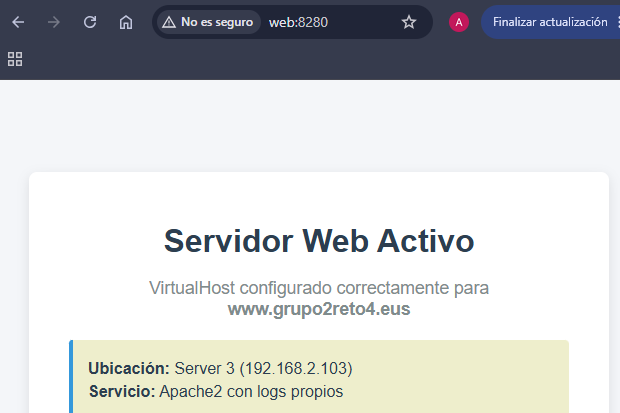 No es seguro web:8280 A Finalizar actualización
Servidor Web Activo
VirtualHost configurado correctamente para
www.grupo2reto4.eus
Ubicación: Server 3 (192.168.2.103)
Servicio: Apache2 con logs propios